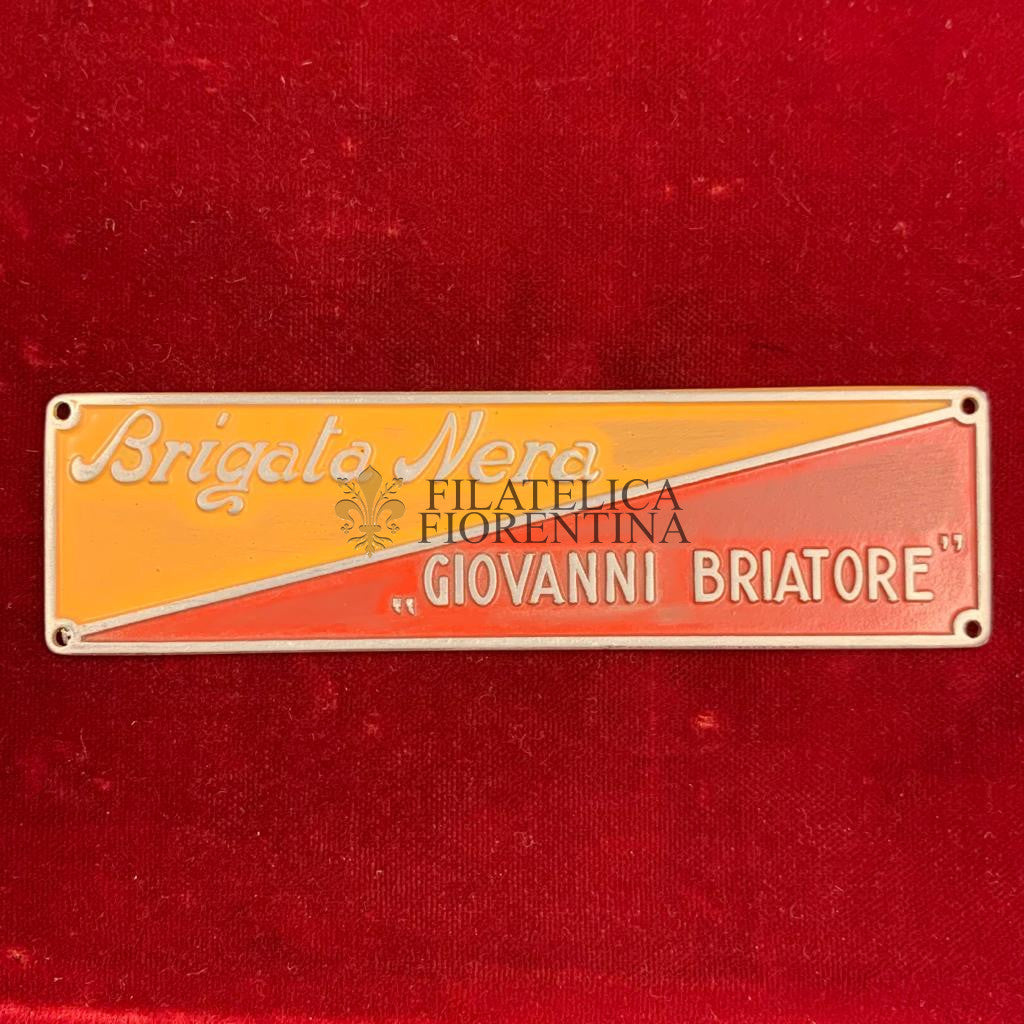 Brigata Nera
FILATELICA
FIORENTINA
„GIOVANNI BRIATORE”